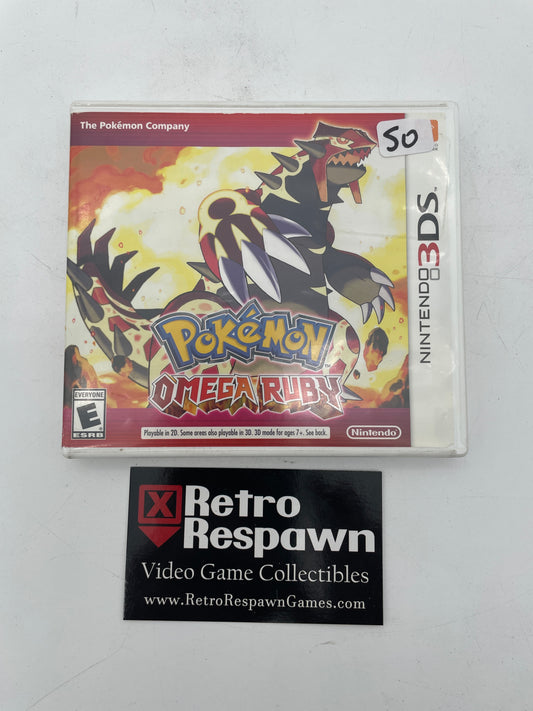 The Pokémon Company
50
NINTENDO 3DS
POKéMON
OMEGA RUBY
EVERYONE
E
ESRB
Playable in 2D. Some areas also playable in 3D. 3D mode for ages 7+. See back.
Nintendo
X Retro
Respawn
Video Game Collectibles
www.RetroRespawnGames.com